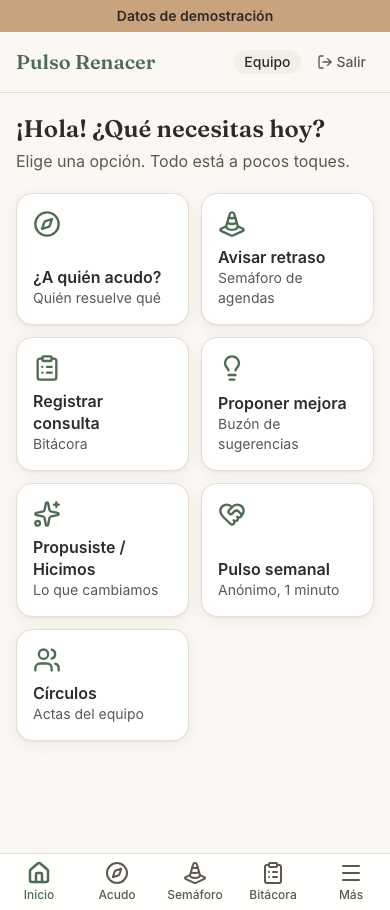 Datos de demostración
Pulso Renacer
Equipo
Salir
¡Hola! ¿Qué necesitas hoy?
Elige una opción. Todo está a pocos toques.
¿A quién acudo?
Quién resuelve qué
Avisar retraso
Semáforo de
agendas
Registrar
consulta
Bitácora
Proponer mejora
Buzón de
sugerencias
Propusiste /
Hicimos
Lo que cambiamos
Pulso semanal
Anónimo, 1 minuto
Círculos
Actas del equipo
Inicio
Acudo
Semáforo
Bitácora
Más